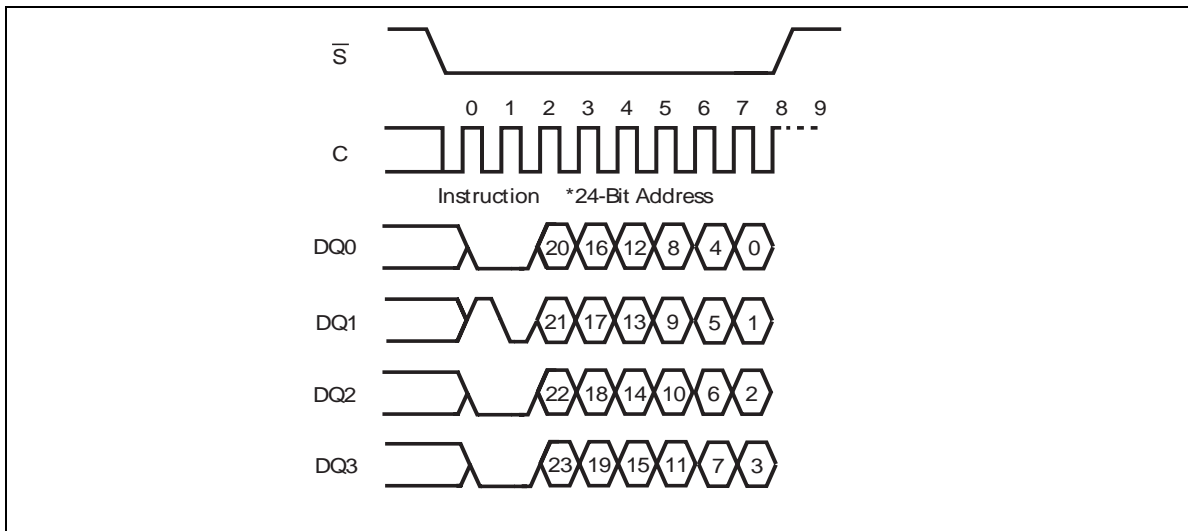 S̅
0 1 2 3 4 5 6 7 8 9
C
Instruction *24-Bit Address
DQ0 20 16 12 8 4 0
DQ1 21 17 13 9 5 1
DQ2 22 18 14 10 6 2
DQ3 23 19 15 11 7 3